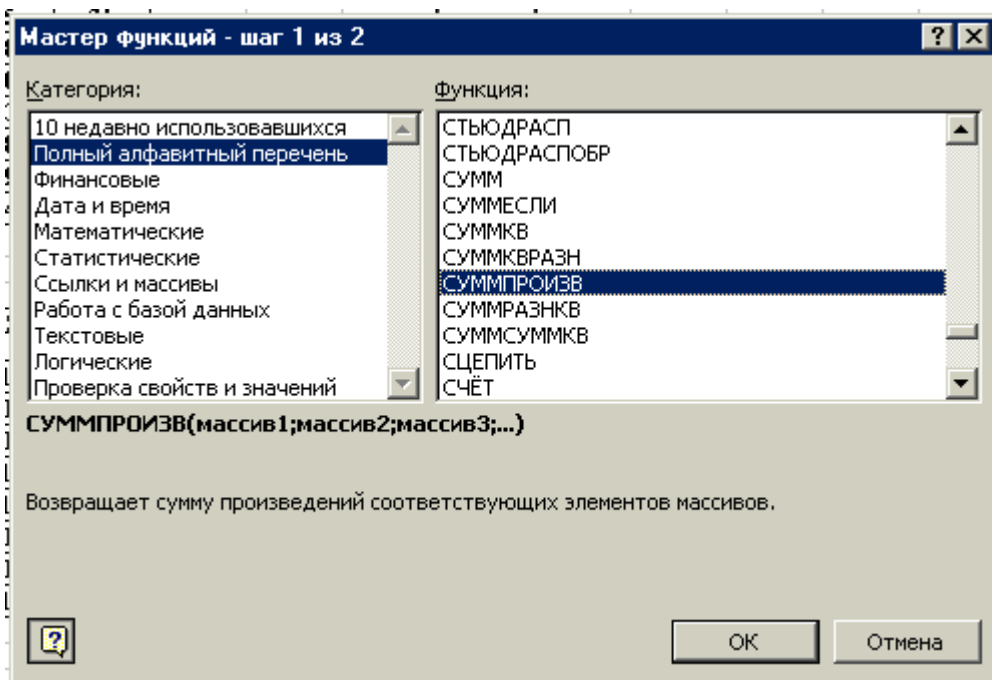 Мастер функций - шаг 1 из 2
Категория:
Функция:
10 недавно использовавшихся
Полный алфавитный перечень
Финансовые
Дата и время
Математические
Статистические
Ссылки и массивы
Работа с базой данных
Текстовые
Логические
Проверка свойств и значений
СТЬЮДРАСП
СТЬЮДРАСПОБР
СУММ
СУММЕСЛИ
СУММКВ
СУММКВРАЗН
СУММПРОИЗВ
СУММРАЗНКВ
СУММСУММКВ
СЦЕПИТЬ
СЧЁТ
СУММПРОИЗВ(массив1;массив2;массив3;...)
Возвращает сумму произведений соответствующих элементов массивов.
ОК
Отмена